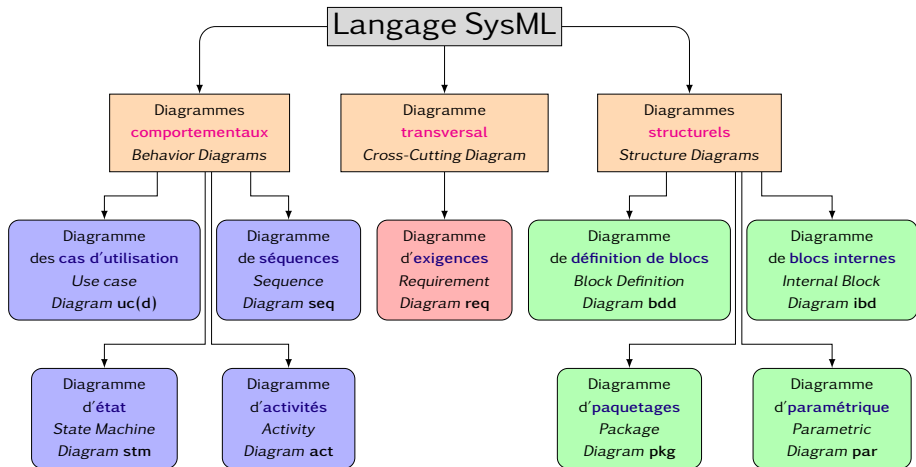 Langage SysML
Diagrammes
comportementaux
Behavior Diagrams
Diagramme
transversal
Cross-Cutting Diagram
Diagrammes
structurels
Structure Diagrams
Diagramme
des cas d'utilisation
Use case
Diagram uc(d)
Diagramme
de séquences
Sequence
Diagram seq
Diagramme
d'exigences
Requirement
Diagram req
Diagramme
de définition de blocs
Block Definition
Diagram bdd
Diagramme
de blocs internes
Internal Block
Diagram ibd
Diagramme
d'état
State Machine
Diagram stm
Diagramme
d'activités
Activity
Diagram act
Diagramme
d'paquetages
Package
Diagram pkg
Diagramme
d'paramétrique
Parametric
Diagram par